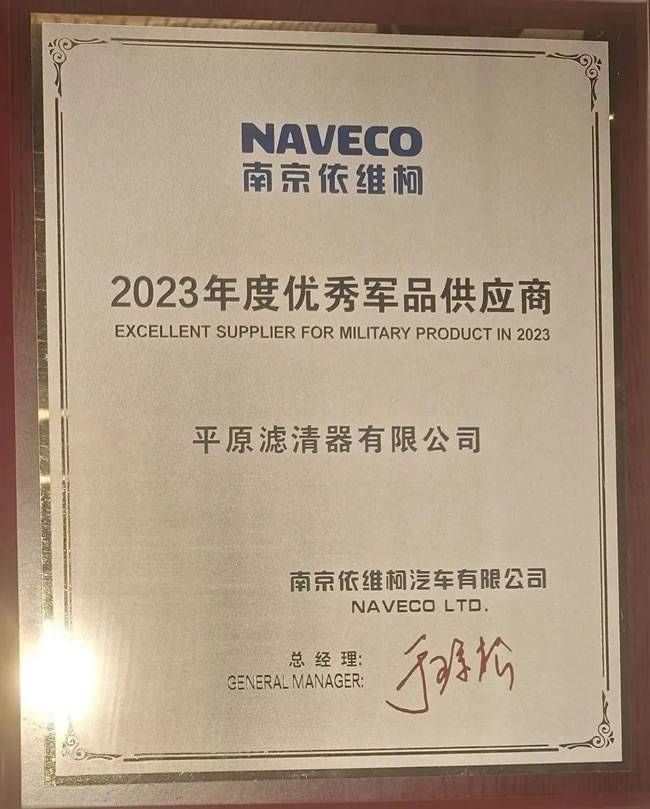 NAVECO
南京依维柯
2023年度优秀军品供应商
EXCELLENT SUPPLIER FOR MILITARY PRODUCT IN 2023
平原滤清器有限公司
南京依维柯汽车有限公司
NAVECO LTD.
总经理:
GENERAL MANAGER: